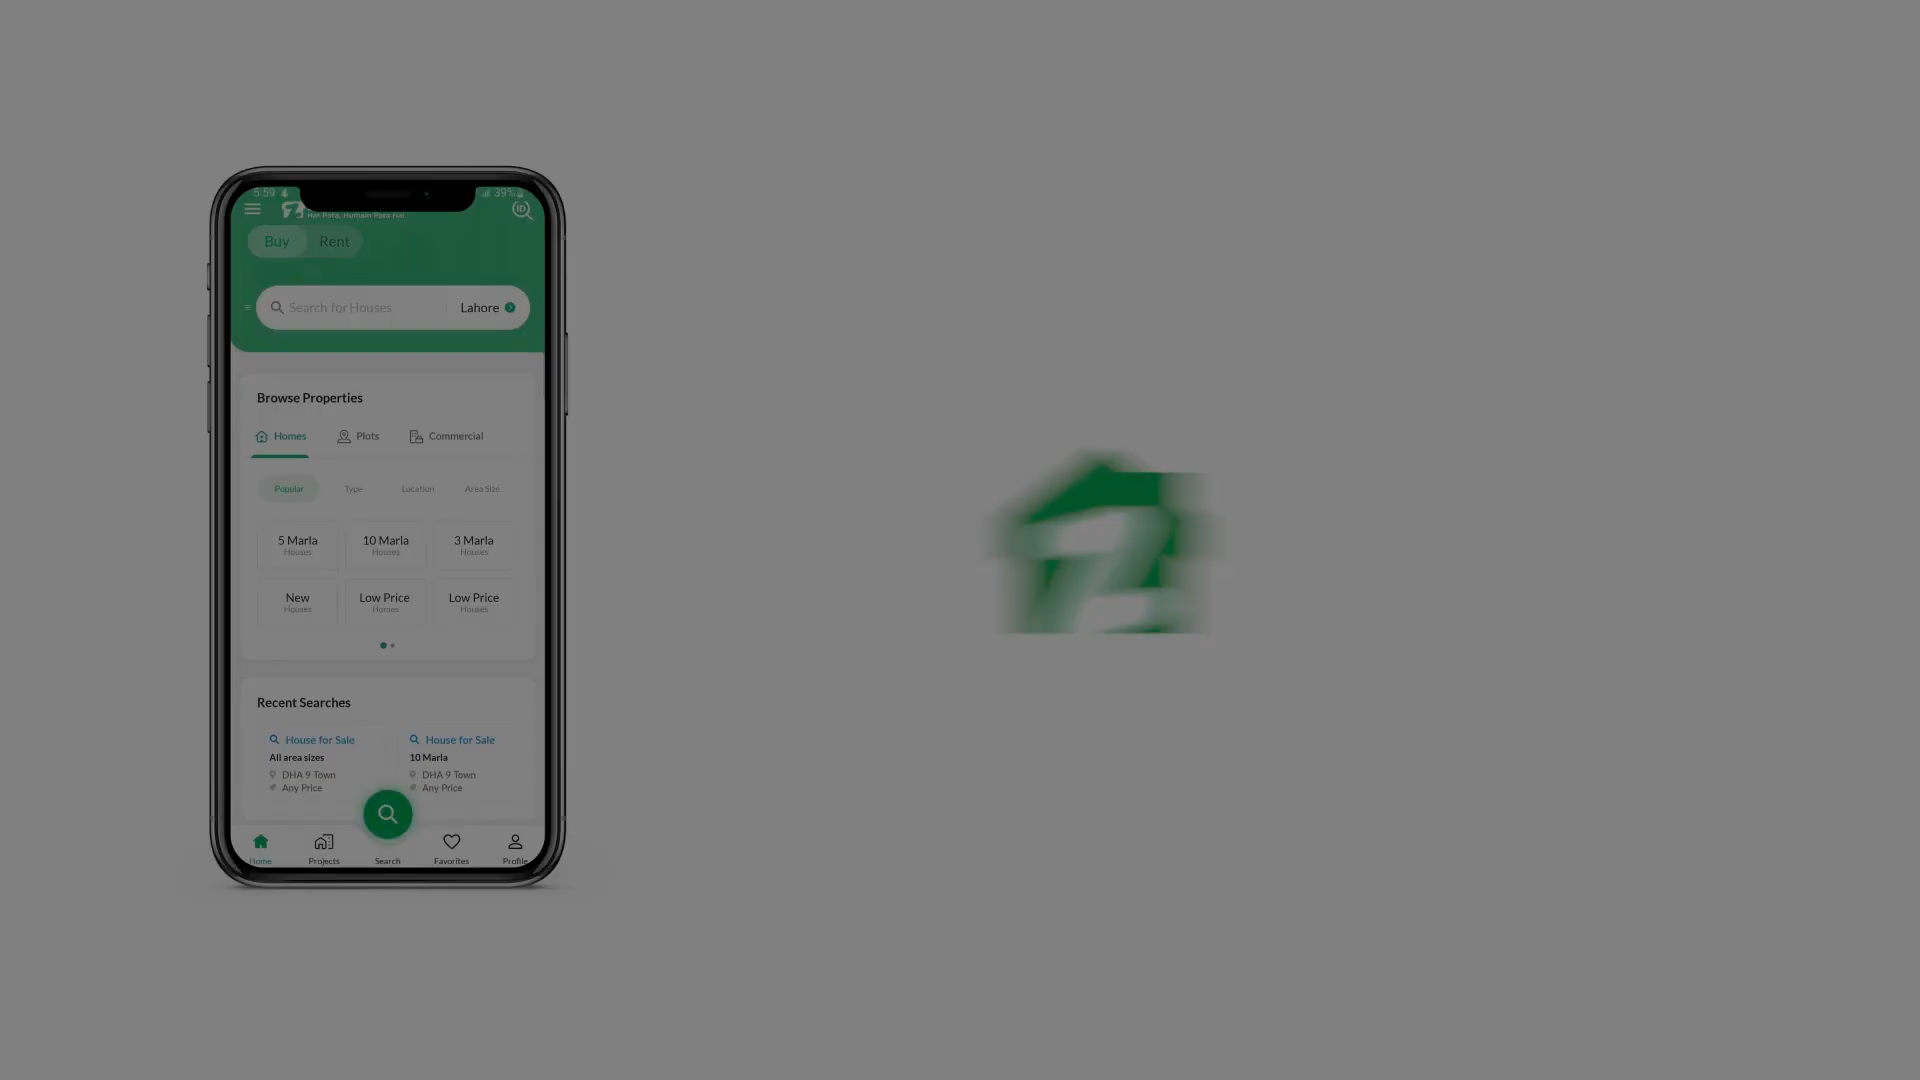 5:59 39%
Har Pata, Humain Pata Hai
ID
Buy Rent
Search for Houses Lahore
Browse Properties
Homes Plots Commercial
Popular Type Location Area Size
5 Marla 10 Marla 3 Marla
Houses Houses Houses
New Low Price Low Price
Houses Homes Houses
Recent Searches
House for Sale House for Sale
All area sizes 10 Marla
DHA 9 Town DHA 9 Town
Any Price Any Price
Home Projects Search Favorites Profile